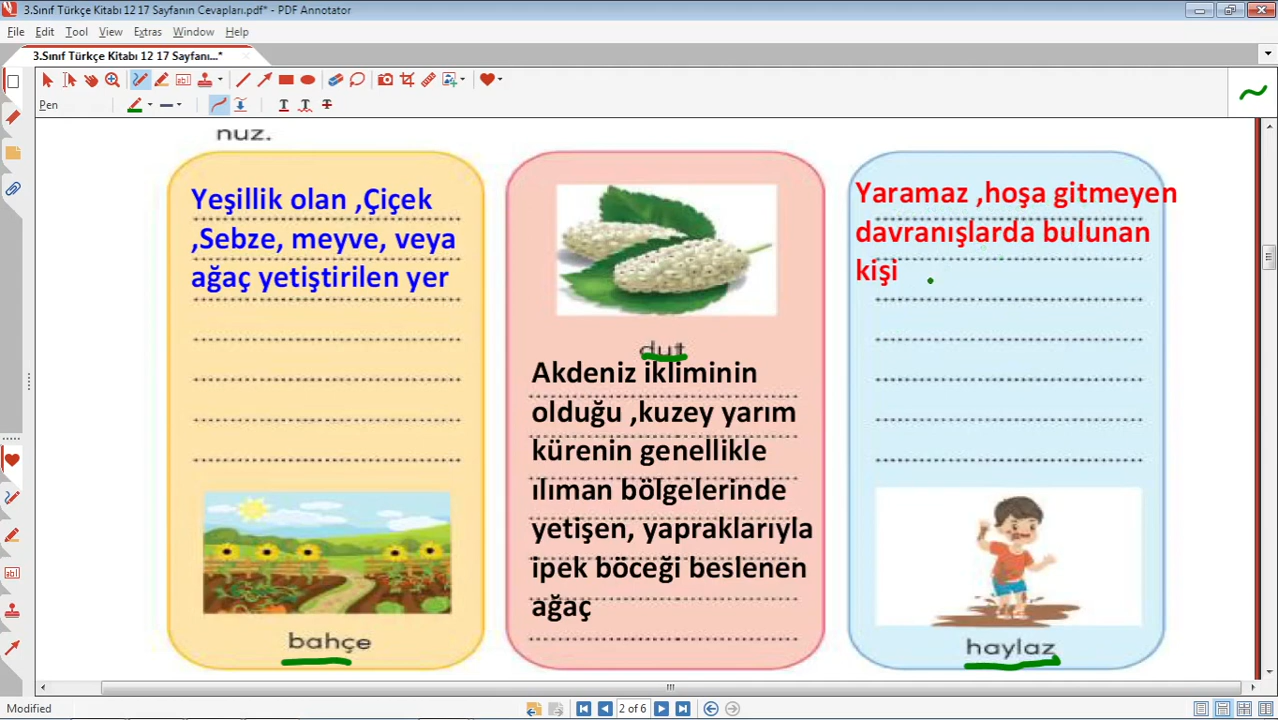 3.Sınıf Türkçe Kitabı 12 17 Sayfanın Cevapları.pdf* - PDF Annotator
File Edit Tool View Extras Window Help
3.Sınıf Türkçe Kitabı 12 17 Sayfanı...*
Pen
nuz.
Yeşillik olan ,Çiçek
,Sebze, meyve, veya
ağaç yetiştirilen yer
bahçe
dut
Akdeniz ikliminin
olduğu ,kuzey yarım
kürenin genellikle
ılıman bölgelerinde
yetişen, yapraklarıyla
ipek böceği beslenen
ağaç
Yaramaz ,hoşa gitmeyen
davranışlarda bulunan
kişi
haylaz
Modified
2 of 6